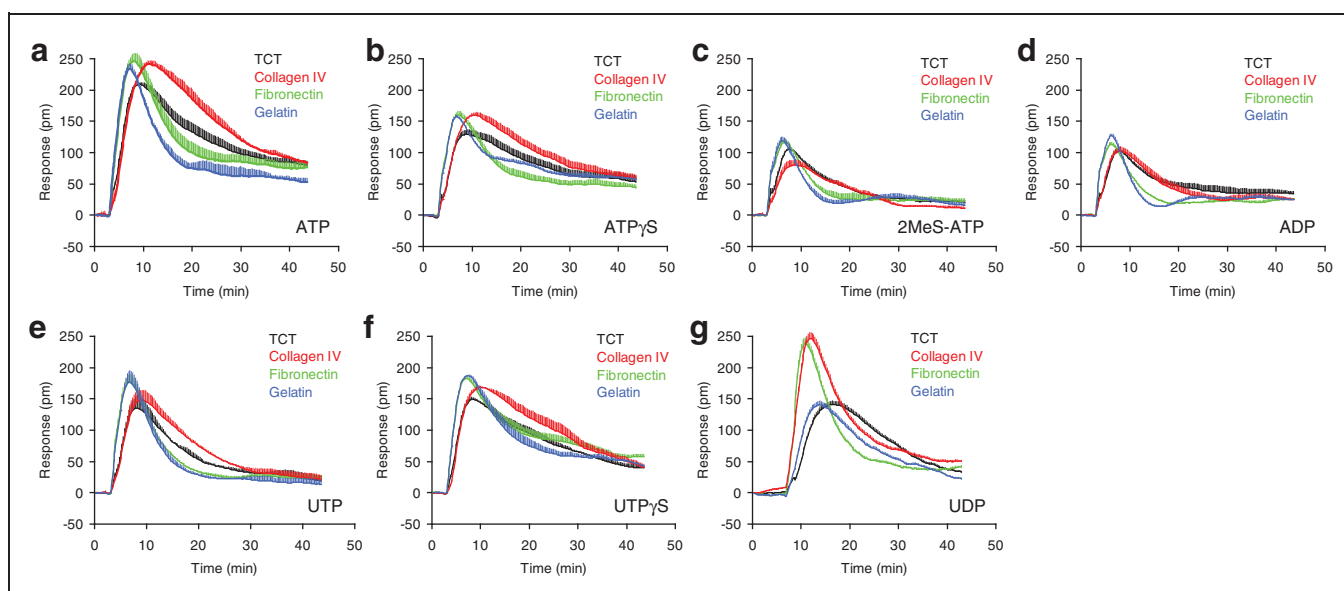 a
250
200
150
100
50
0
-50
Response (pm)
TCT
Collagen IV
Fibronectin
Gelatin
ATP
0 10 20 30 40 50
Time (min)
b
250
200
150
100
50
0
-50
Response (pm)
TCT
Collagen IV
Fibronectin
Gelatin
ATPγS
0 10 20 30 40 50
Time (min)
c
250
200
150
100
50
0
-50
Response (pm)
TCT
Collagen IV
Fibronectin
Gelatin
2MeS-ATP
0 10 20 30 40 50
Time (min)
d
250
200
150
100
50
0
-50
Response (pm)
TCT
Collagen IV
Fibronectin
Gelatin
ADP
0 10 20 30 40 50
Time (min)
e
250
200
150
100
50
0
-50
Response (pm)
TCT
Collagen IV
Fibronectin
Gelatin
UTP
0 10 20 30 40 50
Time (min)
f
250
200
150
100
50
0
-50
Response (pm)
TCT
Collagen IV
Fibronectin
Gelatin
UTPγS
0 10 20 30 40 50
Time (min)
g
250
200
150
100
50
0
-50
Response (pm)
TCT
Collagen IV
Fibronectin
Gelatin
UDP
0 10 20 30 40 50
Time (min)